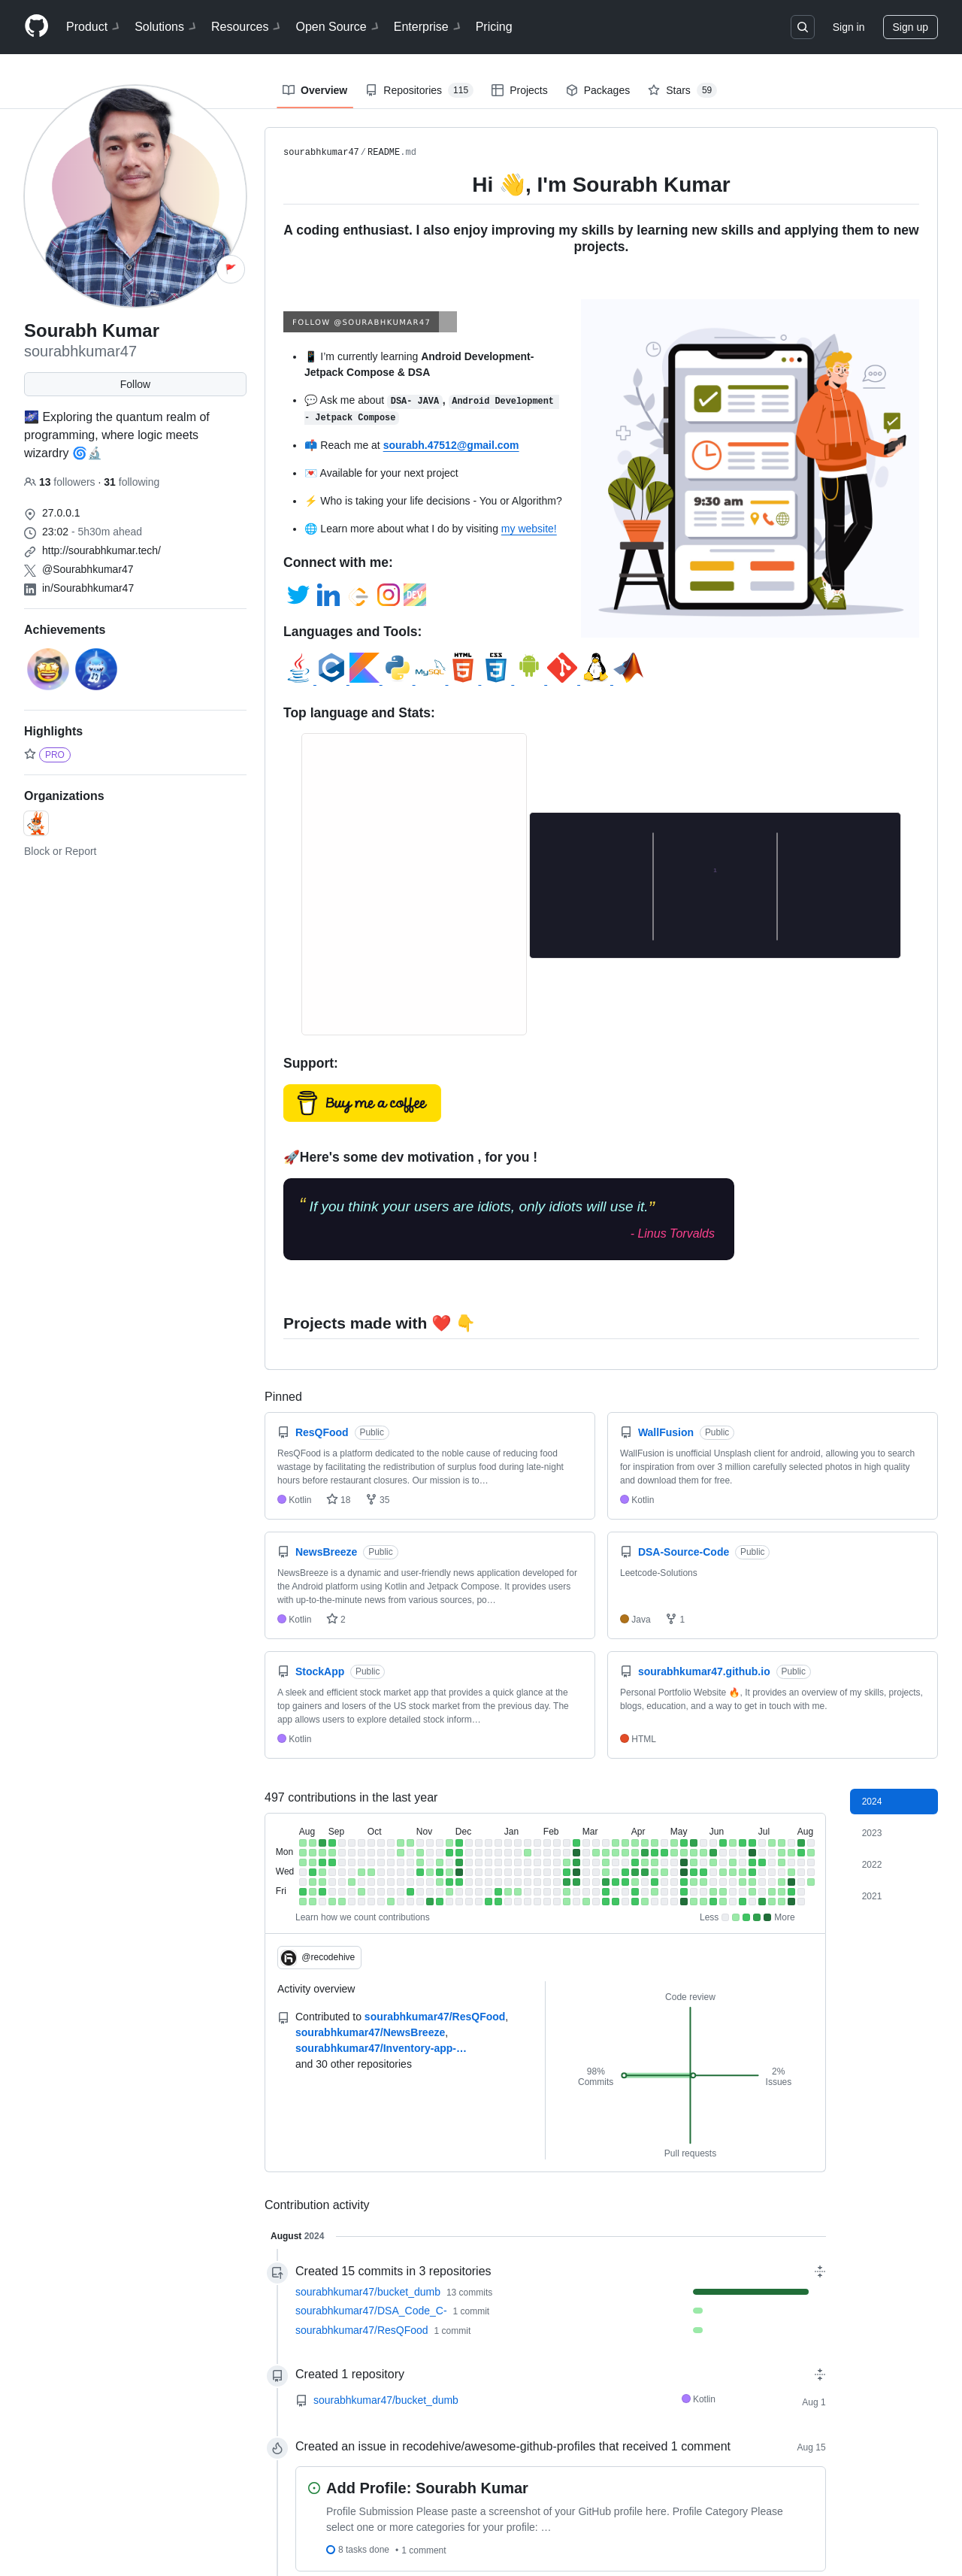 Product Solutions Resources Open Source Enterprise Pricing Sign in Sign up
Overview Repositories 115 Projects Packages Stars 59
Sourabh Kumar
sourabhkumar47
Follow
🌌 Exploring the quantum realm of
programming, where logic meets
wizardry 🌀🔬
13 followers · 31 following
27.0.0.1
23:02 - 5h30m ahead
http://sourabhkumar.tech/
@Sourabhkumar47
in/Sourabhkumar47
Achievements
Highlights
PRO
Organizations
Block or Report
sourabhkumar47/README.md
Hi 👋, I'm Sourabh Kumar
A coding enthusiast. I also enjoy improving my skills by learning new skills and applying them to new
projects.
FOLLOW @SOURABHKUMAR47
📱 I'm currently learning Android Development-
Jetpack Compose & DSA
💬 Ask me about DSA- JAVA , Android Development
- Jetpack Compose
📫 Reach me at sourabh.47512@gmail.com
💌 Available for your next project
⚡ Who is taking your life decisions - You or Algorithm?
🌐 Learn more about what I do by visiting my website!
9:30 am
Connect with me:
DEV
Languages and Tools:
MySQL HTML CSS
Top language and Stats:
Support:
Buy me a coffee
🚀Here's some dev motivation , for you !
“ If you think your users are idiots, only idiots will use it.”
- Linus Torvalds
Projects made with ❤️ 👇
Pinned
ResQFood Public
ResQFood is a platform dedicated to the noble cause of reducing food
wastage by facilitating the redistribution of surplus food during late-night
hours before restaurant closures. Our mission is to…
Kotlin 18 35
WallFusion Public
WallFusion is unofficial Unsplash client for android, allowing you to search
for inspiration from over 3 million carefully selected photos in high quality
and download them for free.
Kotlin
NewsBreeze Public
NewsBreeze is a dynamic and user-friendly news application developed for
the Android platform using Kotlin and Jetpack Compose. It provides users
with up-to-the-minute news from various sources, po…
Kotlin 2
DSA-Source-Code Public
Leetcode-Solutions
Java 1
StockApp Public
A sleek and efficient stock market app that provides a quick glance at the
top gainers and losers of the US stock market from the previous day. The
app allows users to explore detailed stock inform…
Kotlin
sourabhkumar47.github.io Public
Personal Portfolio Website 🔥, It provides an overview of my skills, projects,
blogs, education, and a way to get in touch with me.
HTML
497 contributions in the last year
2024
2023
2022
2021
Aug Sep Oct Nov Dec Jan Feb Mar Apr May Jun Jul Aug
Mon
Wed
Fri
Learn how we count contributions Less More
@recodehive
Activity overview
Contributed to sourabhkumar47/ResQFood,
sourabhkumar47/NewsBreeze,
sourabhkumar47/Inventory-app-…
and 30 other repositories
Code review
98%
Commits
2%
Issues
Pull requests
Contribution activity
August 2024
Created 15 commits in 3 repositories
sourabhkumar47/bucket_dumb 13 commits
sourabhkumar47/DSA_Code_C- 1 commit
sourabhkumar47/ResQFood 1 commit
Created 1 repository
sourabhkumar47/bucket_dumb Kotlin Aug 1
Created an issue in recodehive/awesome-github-profiles that received 1 comment Aug 15
Add Profile: Sourabh Kumar
Profile Submission Please paste a screenshot of your GitHub profile here. Profile Category Please
select one or more categories for your profile: …
8 tasks done • 1 comment